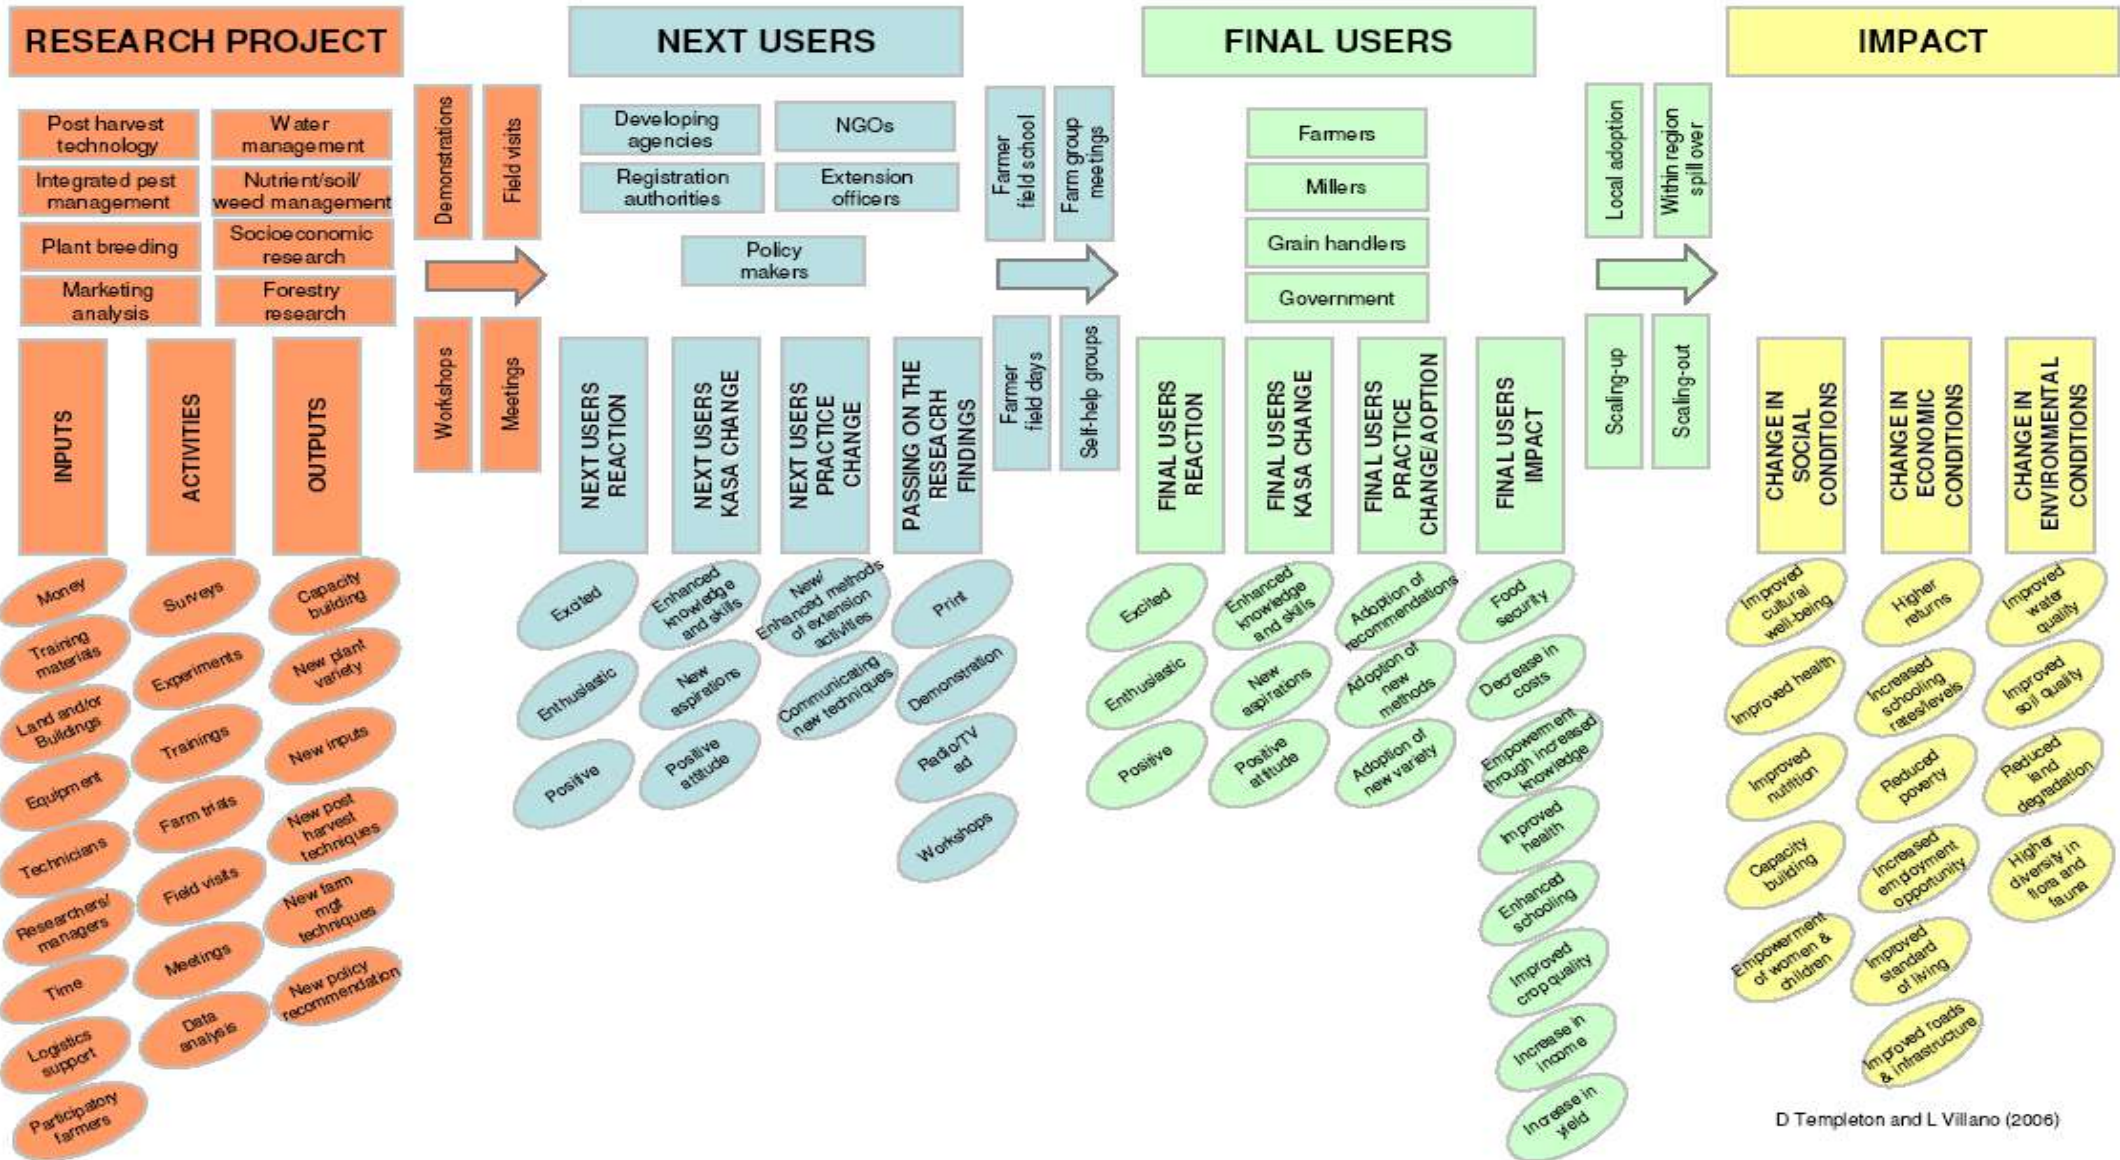 RESEARCH PROJECT
Post harvest
technology
Water
management
Integrated pest
management
Nutrient/soil/
weed management
Plant breeding
Socioeconomic
research
Marketing
analysis
Forestry
research
INPUTS
ACTIVITIES
OUTPUTS
Money
Training
materials
Land and/or
Buildings
Equipment
Technicians
Researchers/
managers
Time
Logistics
support
Participatory
farmers
Surveys
Experiments
Trainings
Farm trials
Field visits
Meetings
Data
analysis
Capacity
building
New plant
variety
New inputs
New post
harvest
techniques
New farm
mgt
techniques
New policy
recommendation
Demonstrations
Field visits
Workshops
Meetings
NEXT USERS
Developing
agencies
NGOs
Registration
authorities
Extension
officers
Policy
makers
NEXT USERS
REACTION
NEXT USERS
KASA CHANGE
NEXT USERS
PRACTICE
CHANGE
PASSING ON THE
RESEACRH
FINDINGS
Excited
Enthusiastic
Positive
Enhanced
knowledge
and skills
New
aspirations
Positive
attitude
New/
Enhanced methods
of extension
activities
Communicating
new techniques
Print
Demonstration
Radio/TV
ad
Workshops
Farmer
field school
Farm group
meetings
Farmer
field days
Self-help groups
FINAL USERS
Farmers
Millers
Grain handlers
Government
FINAL USERS
REACTION
FINAL USERS
KASA CHANGE
FINAL USERS
PRACTICE
CHANGE/AOPTION
FINAL USERS
IMPACT
Excited
Enthusiastic
Positive
Enhanced
knowledge
and skills
New
aspirations
Positive
attitude
Adoption of
recommendations
Adoption of
new
methods
Adoption of
new variety
Food
security
Decrease in
costs
Empowerment
through increased
knowledge
Improved
health
Enhanced
schooling
Improved
crop quality
Increase in
income
Increase in
yield
Local adoption
Within region
spill over
Scaling-up
Scaling-out
IMPACT
CHANGE IN
SOCIAL
CONDITIONS
CHANGE IN
ECONOMIC
CONDITIONS
CHANGE IN
ENVIRONMENTAL
CONDITIONS
Improved
cultural
well-being
Improved health
Improved
nutrition
Capacity
building
Empowerment
of women &
children
Higher
returns
Increased
schooling
rates/levels
Reduced
poverty
Increased
employment
opportunity
Improved
standard
of living
Improved roads
& infrastructure
Improved
water
quality
Improved
soil quality
Reduced
land
degradation
Higher
diversity in
flora and
fauna
D Templeton and L Villano (2006)